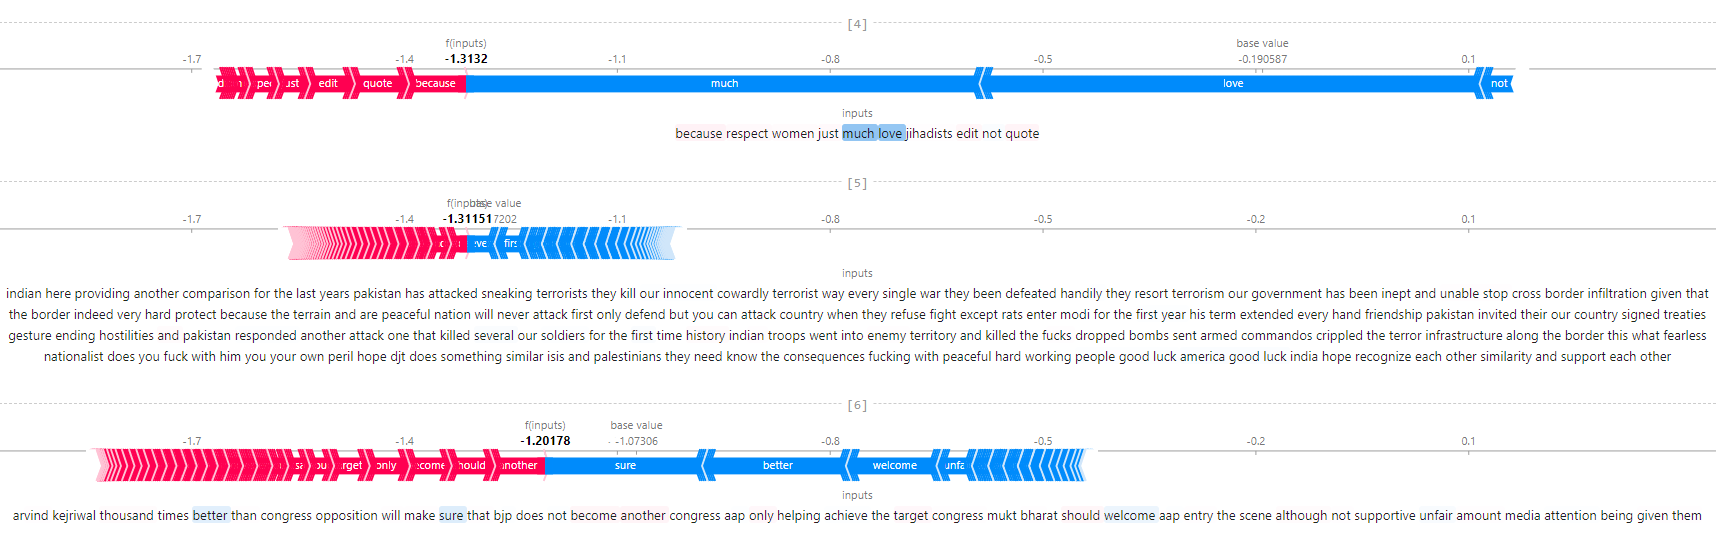 [4]
f(inputs) base value
-1.7 -1.4 -1.3132 -1.1 -0.8 -0.5 -0.190587 0.1
edit quote because much love not
inputs
because respect women just much love jihadists edit not quote
[5]
f(inputs) base value
-1.7 -1.4 -1.31151 7202 -1.1 -0.8 -0.5 -0.2 0.1
inputs
indian here providing another comparison for the last years pakistan has attacked sneaking terrorists they kill our innocent cowardly terrorist way every single war they been defeated handily they resort terrorism our government has been inept and unable stop cross border infiltration given that
the border indeed very hard protect because the terrain and are peaceful nation will never attack first only defend but you can attack country when they refuse fight except rats enter modi for the first year his term extended every hand friendship pakistan invited their our country signed treaties
gesture ending hostilities and pakistan responded another attack one that killed several our soldiers for the first time history indian troops went into enemy territory and killed the fucks dropped bombs sent armed commandos crippled the terror infrastructure along the border this what fearless
nationalist does you fuck with him you your own peril hope djt does something similar isis and palestinians they need know the consequences fucking with peaceful hard working people good luck america good luck india hope recognize each other similarity and support each other
[6]
f(inputs) base value
-1.7 -1.4 -1.20178 -1.07306 -0.8 -0.5 -0.2 0.1
only sure better welcome
inputs
arvind kejriwal thousand times better than congress opposition will make sure that bjp does not become another congress aap only helping achieve the target congress mukt bharat should welcome aap entry the scene although not supportive unfair amount media attention being given them